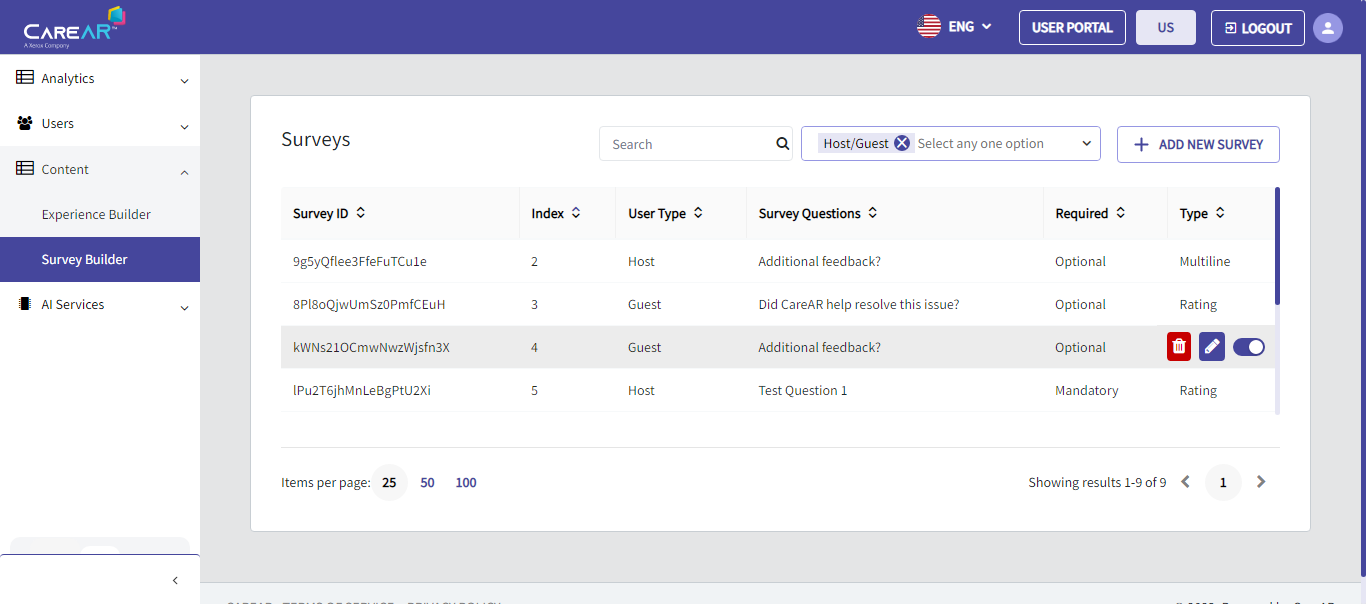 CAREAR™
A Xerox Company
ENG
USER PORTAL
US
LOGOUT
Analytics
Users
Content
Experience Builder
Survey Builder
AI Services
Surveys
Search
Host/Guest
Select any one option
ADD NEW SURVEY
Survey ID Index User Type Survey Questions Required Type
9g5yQflee3FfeFuTCu1e 2 Host Additional feedback? Optional Multiline
8Pl8oQjwUmSz0PmfCEuH 3 Guest Did CareAR help resolve this issue? Optional Rating
kWNs21OCmwNwzWjsfn3X 4 Guest Additional feedback? Optional
lPu2T6jhMnLeBgPtU2Xi 5 Host Test Question 1 Mandatory Rating
Items per page: 25 50 100
Showing results 1-9 of 9 1